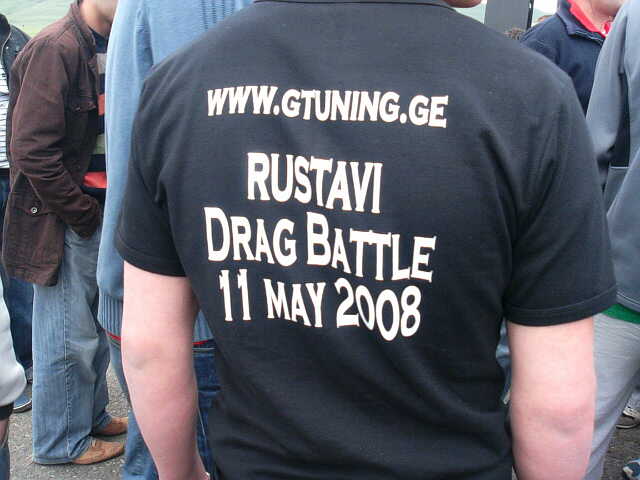 WWW.GTUNING.GE
RUSTAVI
DRAG BATTLE
11 MAY 2008